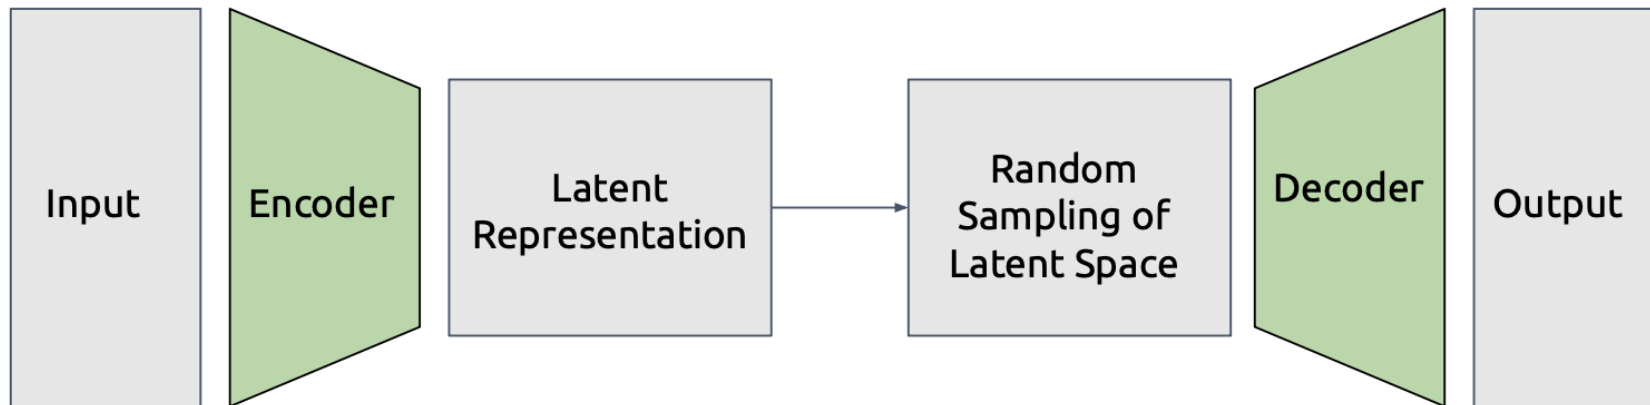 Input
Encoder
Latent
Representation
Random
Sampling of
Latent Space
Decoder
Output